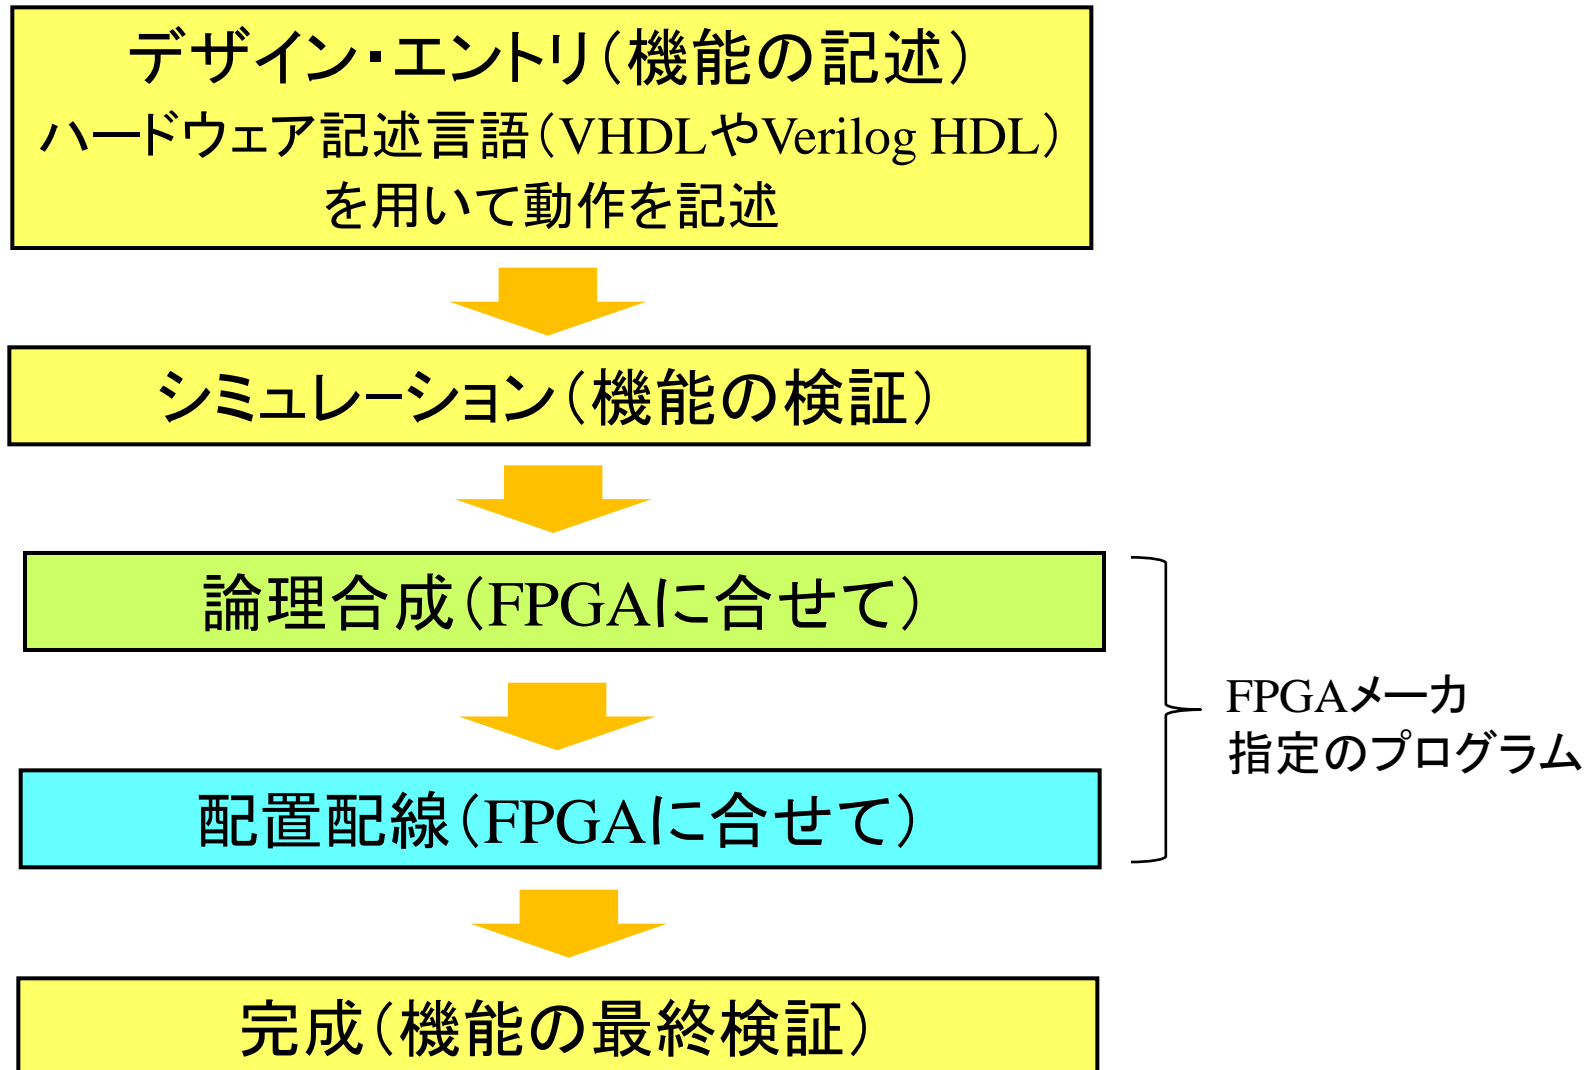 デザイン・エントリ（機能の記述）
ハードウェア記述言語（VHDLやVerilog HDL）
を用いて動作を記述
シミュレーション（機能の検証）
論理合成（FPGAに合せて）
FPGAメーカ
指定のプログラム
配置配線（FPGAに合せて）
完成（機能の最終検証）